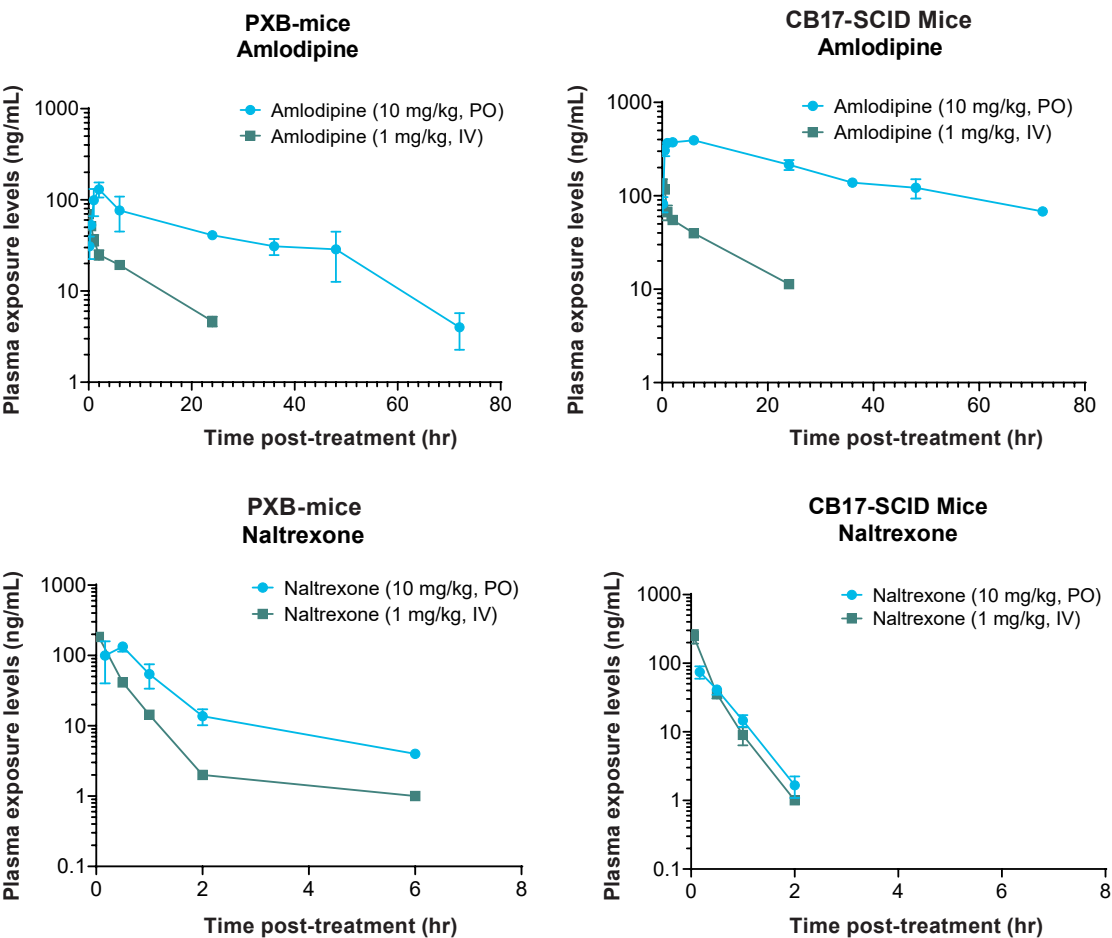 PXB-mice
Amlodipine
Plasma exposure levels (ng/mL)
1000
100
10
1
Amlodipine (10 mg/kg, PO)
Amlodipine (1 mg/kg, IV)
0 20 40 60 80
Time post-treatment (hr)
CB17-SCID Mice
Amlodipine
Plasma exposure levels (ng/mL)
1000
100
10
1
Amlodipine (10 mg/kg, PO)
Amlodipine (1 mg/kg, IV)
0 20 40 60 80
Time post-treatment (hr)
PXB-mice
Naltrexone
Plasma exposure levels (ng/mL)
1000
100
10
1
0.1
Naltrexone (10 mg/kg, PO)
Naltrexone (1 mg/kg, IV)
0 2 4 6 8
Time post-treatment (hr)
CB17-SCID Mice
Naltrexone
Plasma exposure levels (ng/mL)
1000
100
10
1
0.1
Naltrexone (10 mg/kg, PO)
Naltrexone (1 mg/kg, IV)
0 2 4 6 8
Time post-treatment (hr)